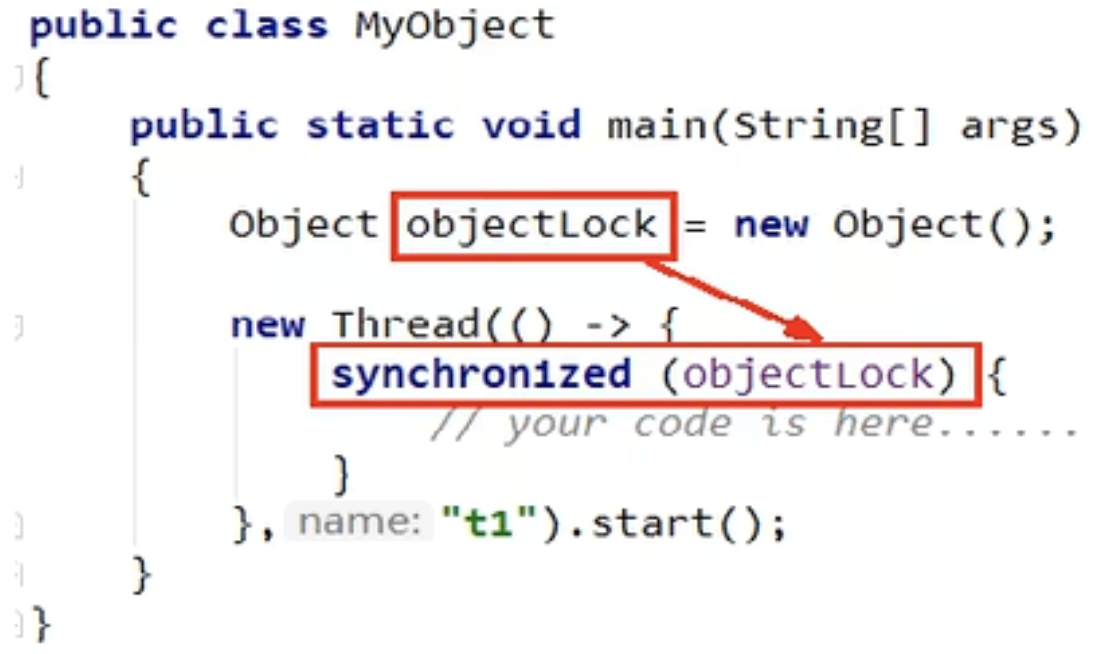 public class MyObject
{
public static void main(String[] args)
{
Object objectLock = new Object();
new Thread(() -> {
synchronized (objectLock) {
// your code is here......
}
}, name: "t1").start();
}
}